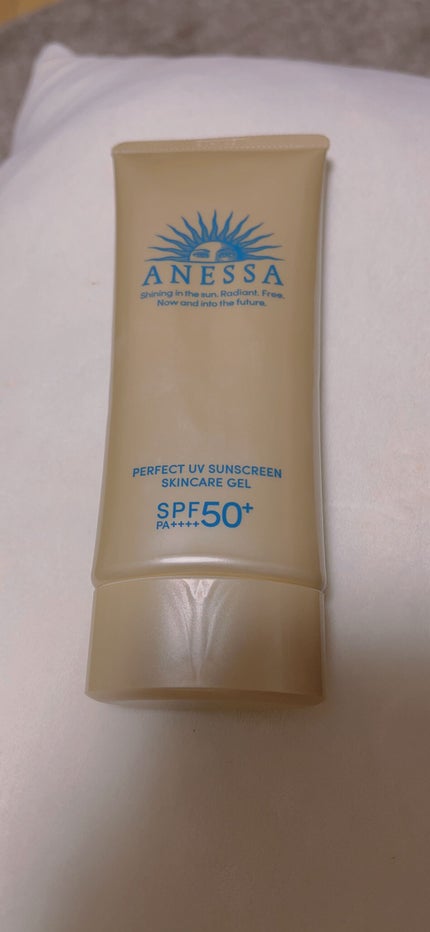 ANESSA
Shining in the sun. Radiant. Free.
Now and into the future.
PERFECT UV SUNSCREEN
SKINCARE GEL
SPF50+
PA++++